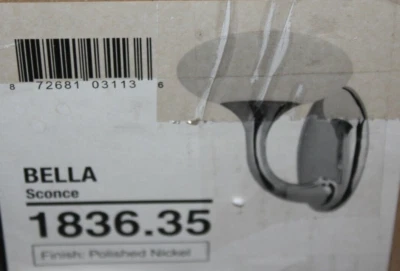 8 72681 03113 6
BELLA
Sconce
1836.35
Finish: Polished Nickel